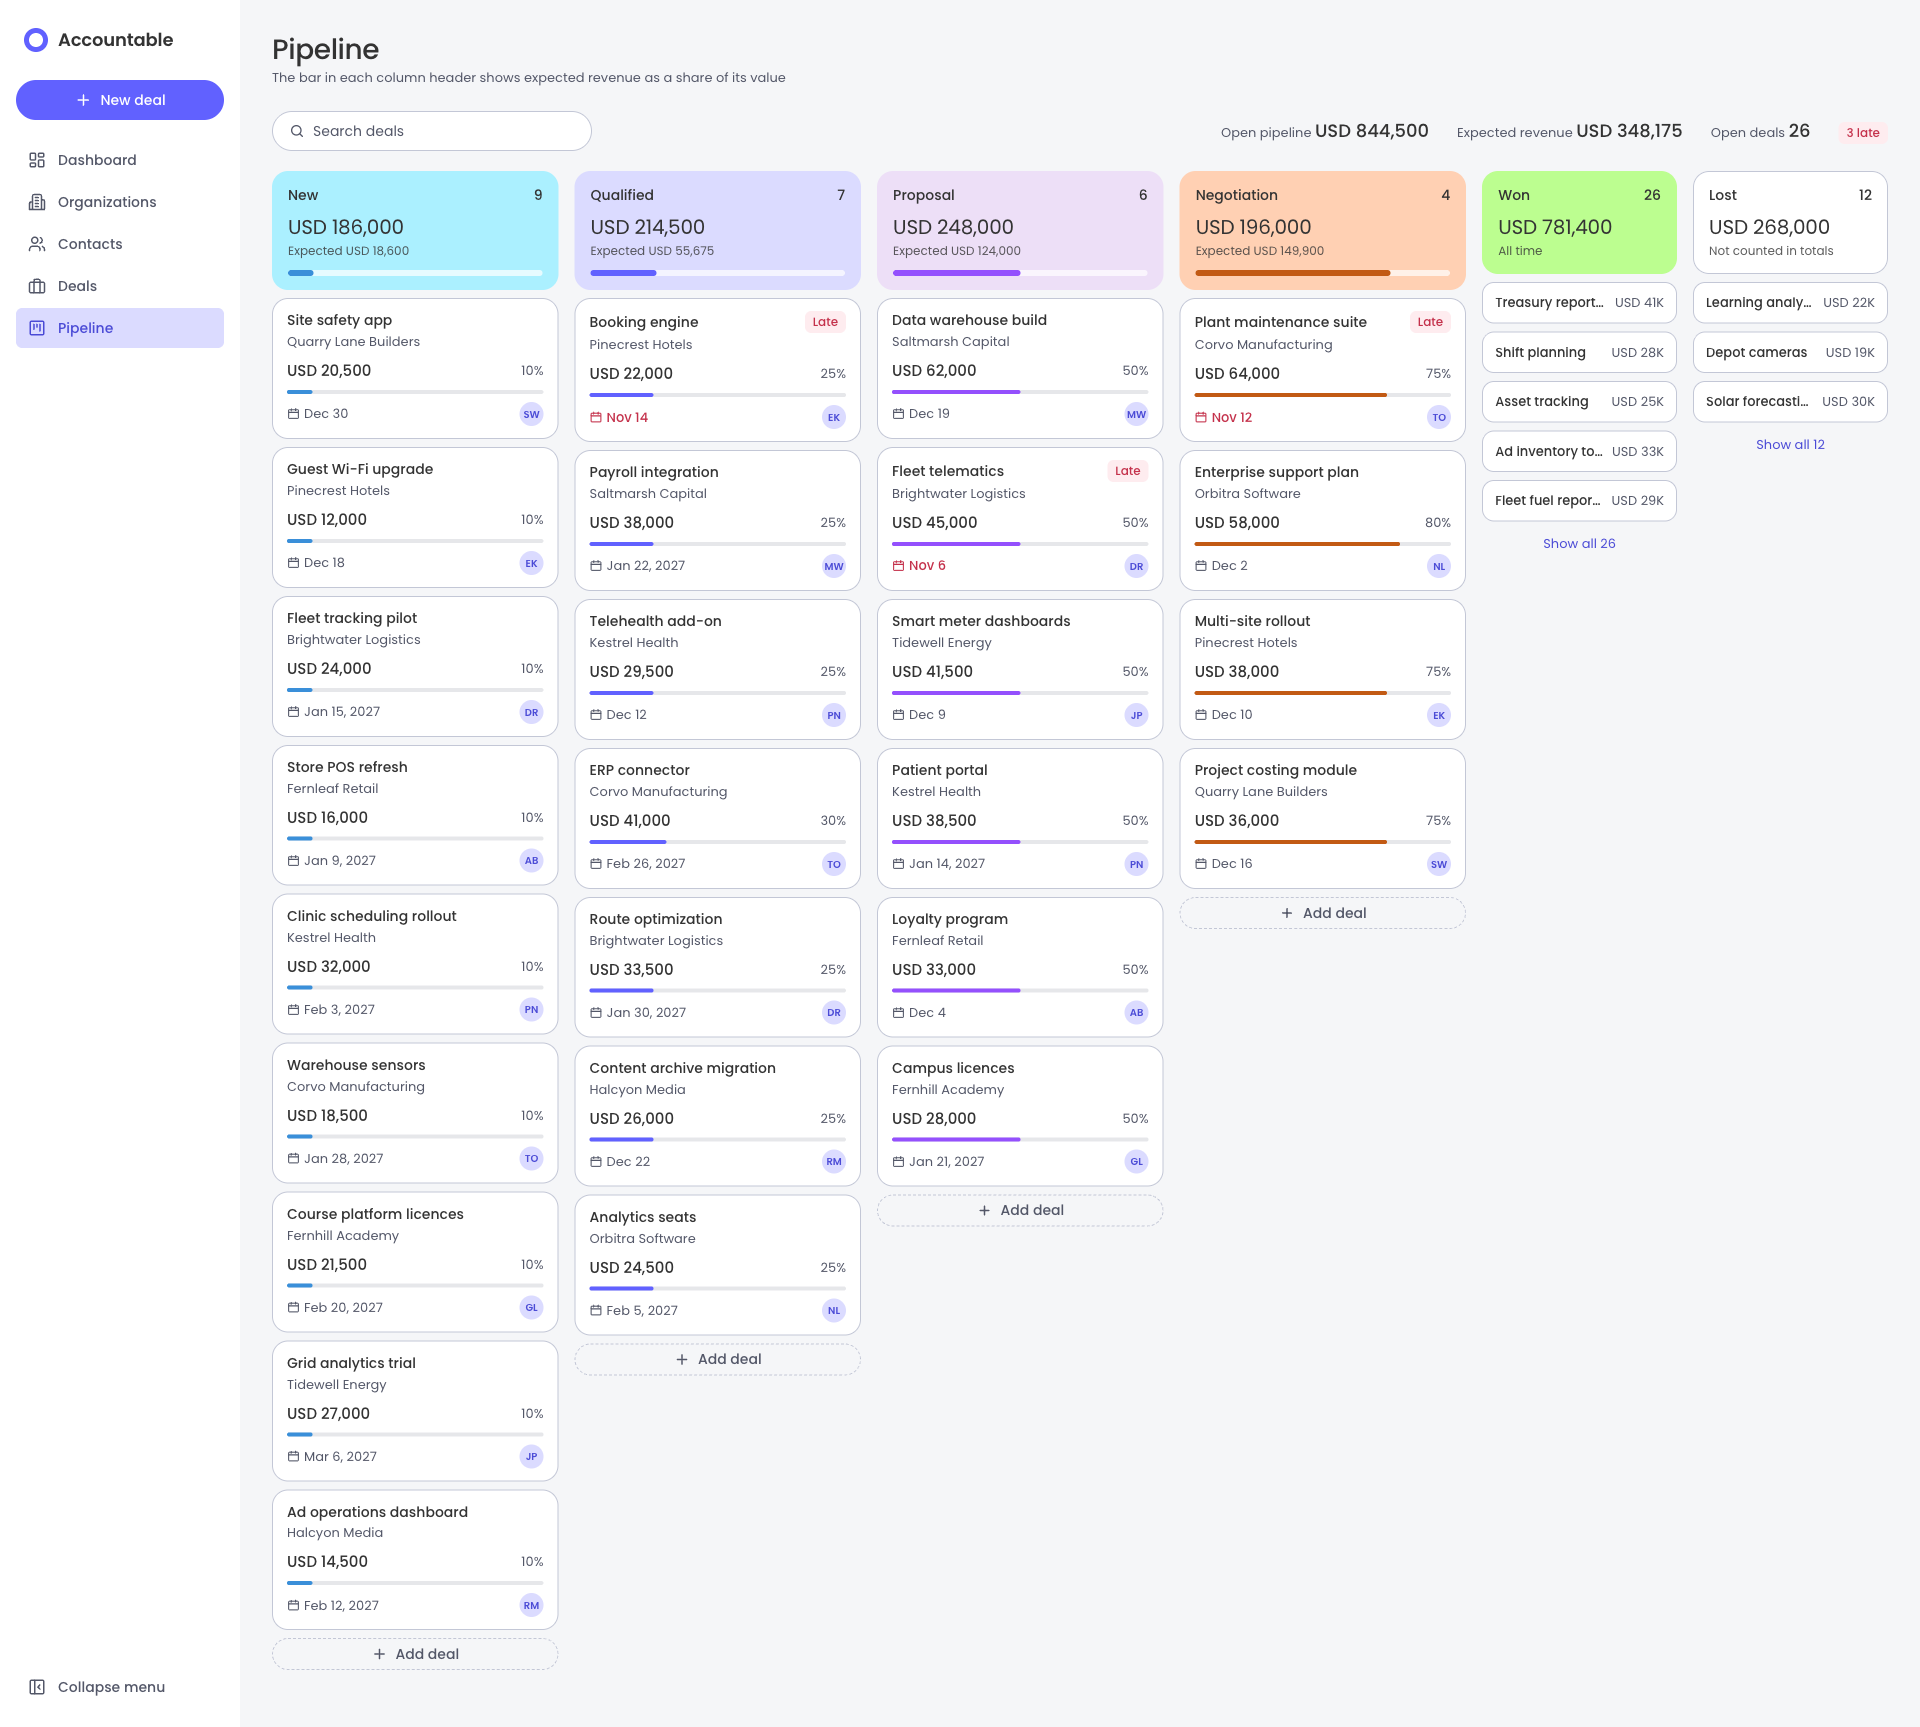 Accountable
New deal
Dashboard
Organizations
Contacts
Deals
Pipeline
Collapse menu
Pipeline
The bar in each column header shows expected revenue as a share of its value
Search deals
Open pipeline USD 844,500
Expected revenue USD 348,175
Open deals 26
3 late
New 9
USD 186,000
Expected USD 18,600
Site safety app
Quarry Lane Builders
USD 20,500 10%
Dec 30 SW
Guest Wi-Fi upgrade
Pinecrest Hotels
USD 12,000 10%
Dec 18 EK
Fleet tracking pilot
Brightwater Logistics
USD 24,000 10%
Jan 15, 2027 DR
Store POS refresh
Fernleaf Retail
USD 16,000 10%
Jan 9, 2027 AB
Clinic scheduling rollout
Kestrel Health
USD 32,000 10%
Feb 3, 2027 PN
Warehouse sensors
Corvo Manufacturing
USD 18,500 10%
Jan 28, 2027 TO
Course platform licences
Fernhill Academy
USD 21,500 10%
Feb 20, 2027 GL
Grid analytics trial
Tidewell Energy
USD 27,000 10%
Mar 6, 2027 JP
Ad operations dashboard
Halcyon Media
USD 14,500 10%
Feb 12, 2027 RM
Add deal
Qualified 7
USD 214,500
Expected USD 55,675
Booking engine Late
Pinecrest Hotels
USD 22,000 25%
Nov 14 EK
Payroll integration
Saltmarsh Capital
USD 38,000 25%
Jan 22, 2027 MW
Telehealth add-on
Kestrel Health
USD 29,500 25%
Dec 12 PN
ERP connector
Corvo Manufacturing
USD 41,000 30%
Feb 26, 2027 TO
Route optimization
Brightwater Logistics
USD 33,500 25%
Jan 30, 2027 DR
Content archive migration
Halcyon Media
USD 26,000 25%
Dec 22 RM
Analytics seats
Orbitra Software
USD 24,500 25%
Feb 5, 2027 NL
Add deal
Proposal 6
USD 248,000
Expected USD 124,000
Data warehouse build
Saltmarsh Capital
USD 62,000 50%
Dec 19 MW
Fleet telematics Late
Brightwater Logistics
USD 45,000 50%
Nov 6 DR
Smart meter dashboards
Tidewell Energy
USD 41,500 50%
Dec 9 JP
Patient portal
Kestrel Health
USD 38,500 50%
Jan 14, 2027 PN
Loyalty program
Fernleaf Retail
USD 33,000 50%
Dec 4 AB
Campus licences
Fernhill Academy
USD 28,000 50%
Jan 21, 2027 GL
Add deal
Negotiation 4
USD 196,000
Expected USD 149,900
Plant maintenance suite Late
Corvo Manufacturing
USD 64,000 75%
Nov 12 TO
Enterprise support plan
Orbitra Software
USD 58,000 80%
Dec 2 NL
Multi-site rollout
Pinecrest Hotels
USD 38,000 75%
Dec 10 EK
Project costing module
Quarry Lane Builders
USD 36,000 75%
Dec 16 SW
Add deal
Won 26
USD 781,400
All time
Treasury report... USD 41K
Shift planning USD 28K
Asset tracking USD 25K
Ad inventory to... USD 33K
Fleet fuel repor... USD 29K
Show all 26
Lost 12
USD 268,000
Not counted in totals
Learning analy... USD 22K
Depot cameras USD 19K
Solar forecasti... USD 30K
Show all 12